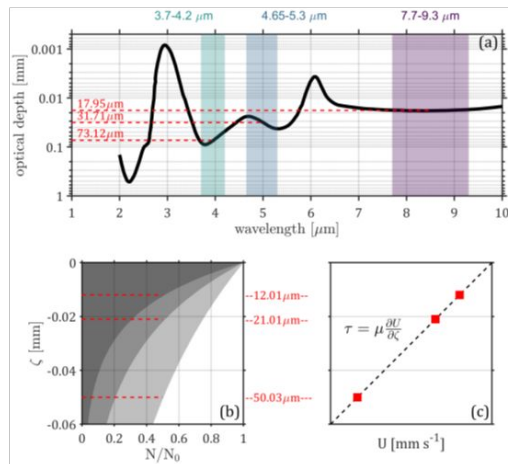 3.7-4.2 μm 4.65-5.3 μm 7.7-9.3 μm
(a)
optical depth [mm]
0.001
0.01
0.1
1
17.95μm
31.71μm
73.12μm
1 2 3 4 5 6 7 8 9 10
wavelength [μm]
ζ [mm]
0
-0.02
-0.04
-0.06
--12.01μm--
--21.01μm--
--50.03μm---
(b)
0 0.2 0.4 0.6 0.8 1
N/N₀
τ = μ ∂U/∂ζ
(c)
U [mm s⁻¹]